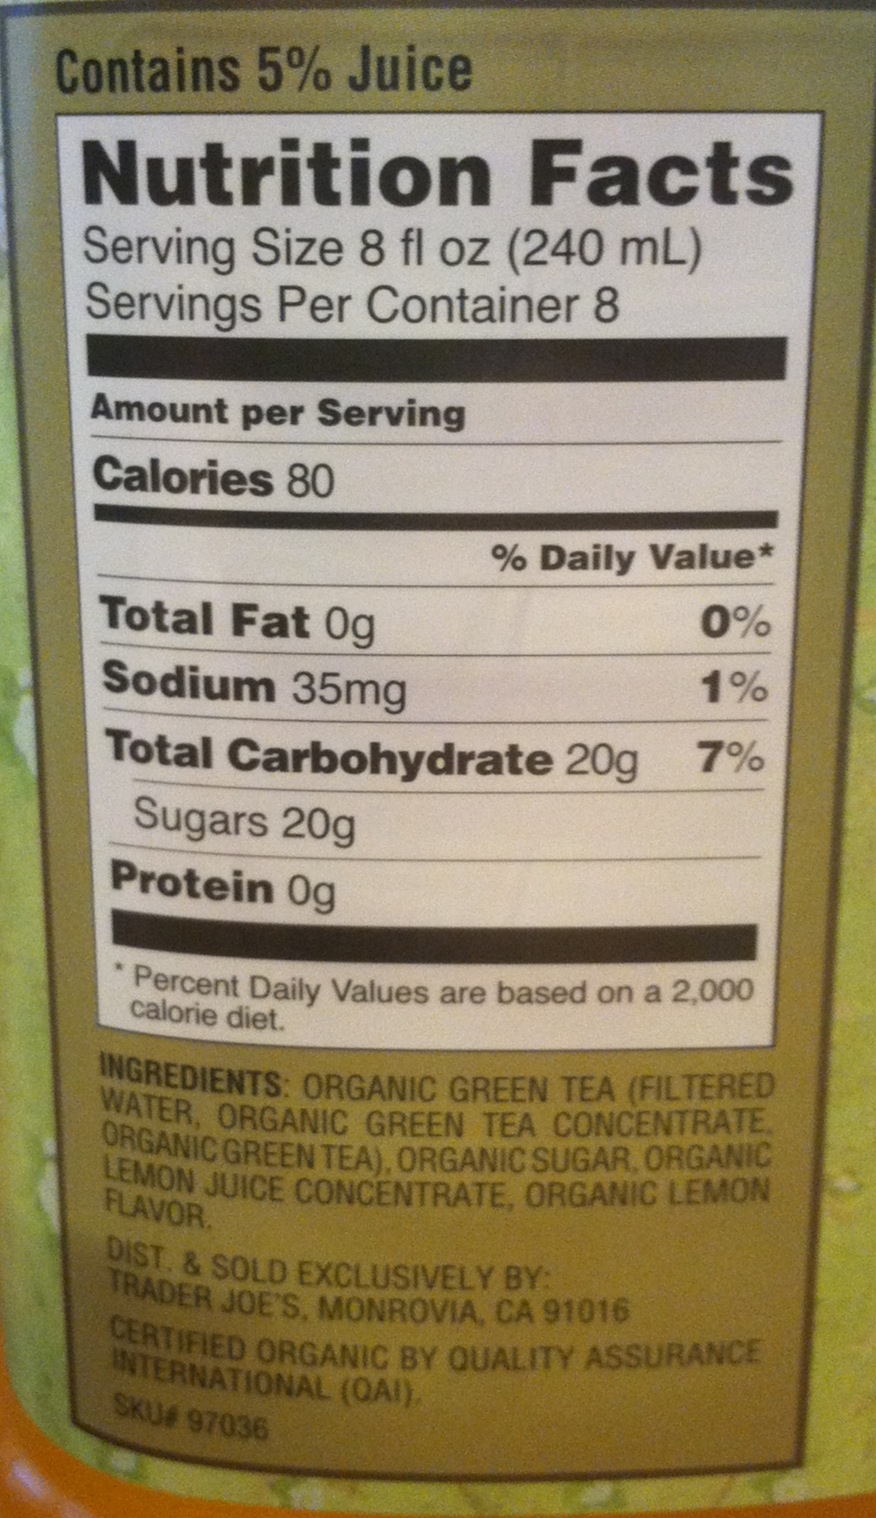 Contains 5% Juice
Nutrition Facts
Serving Size 8 fl oz (240 mL)
Servings Per Container 8
Amount per Serving
Calories 80
% Daily Value*
Total Fat 0g 0%
Sodium 35mg 1%
Total Carbohydrate 20g 7%
Sugars 20g
Protein 0g
* Percent Daily Values are based on a 2,000
calorie diet.
INGREDIENTS: ORGANIC GREEN TEA (FILTERED
WATER, ORGANIC GREEN TEA CONCENTRATE,
ORGANIC GREEN TEA), ORGANIC SUGAR, ORGANIC
LEMON JUICE CONCENTRATE, ORGANIC LEMON
FLAVOR.
DIST. & SOLD EXCLUSIVELY BY:
TRADER JOE'S, MONROVIA, CA 91016
CERTIFIED ORGANIC BY QUALITY ASSURANCE
INTERNATIONAL (QAI).
SKU# 97036